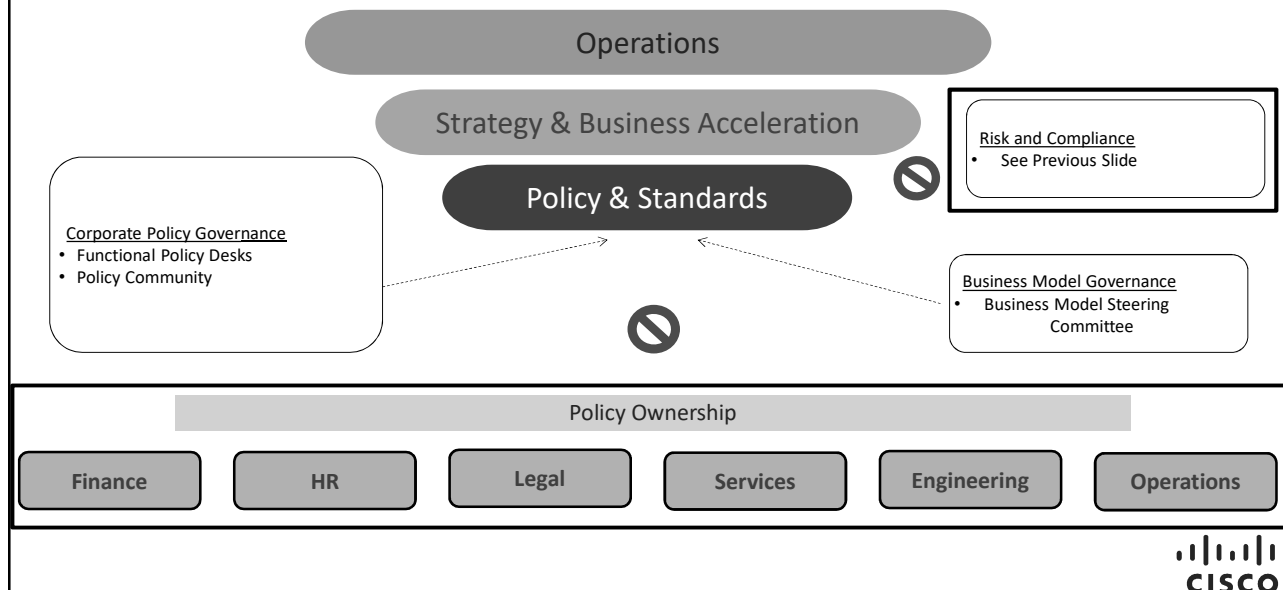 Operations
Strategy & Business Acceleration
Risk and Compliance
• See Previous Slide
Policy & Standards
Corporate Policy Governance
• Functional Policy Desks
• Policy Community
Business Model Governance
• Business Model Steering
Committee
Policy Ownership
Finance
HR
Legal
Services
Engineering
Operations
CISCO